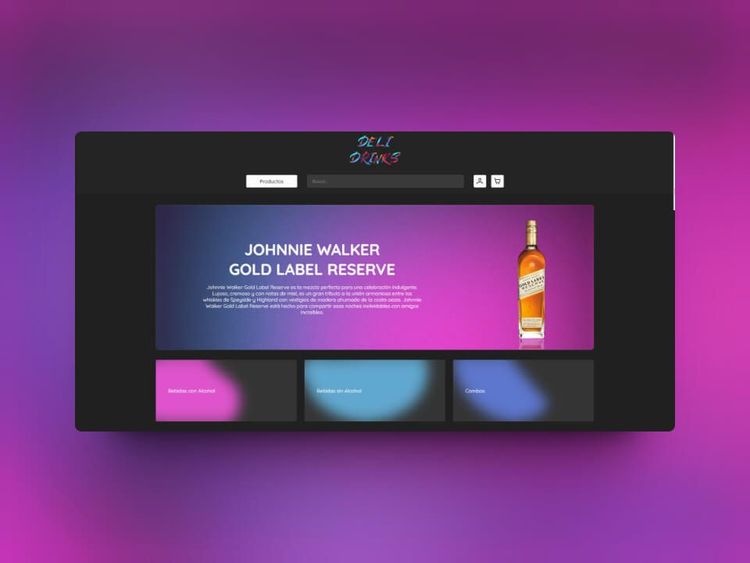 DELI
DRINKS
Productos
Buscar...
JOHNNIE WALKER
GOLD LABEL RESERVE
Johnnie Walker Gold Label Reserve es la mezcla perfecta para una celebración indulgente.
Lujoso, cremoso y con notas de miel, es un gran tributo a la unión armoniosa entre los
whiskies de Speyside y Highland con vestigios de madera ahumada de la costa oeste. Johnnie
Walker Gold Label Reserve está hecho para compartir esas noches inolvidables con amigos
increíbles.
GOLD LABEL
RESERVE
Bebidas con Alcohol
Bebidas sin Alcohol
Combos